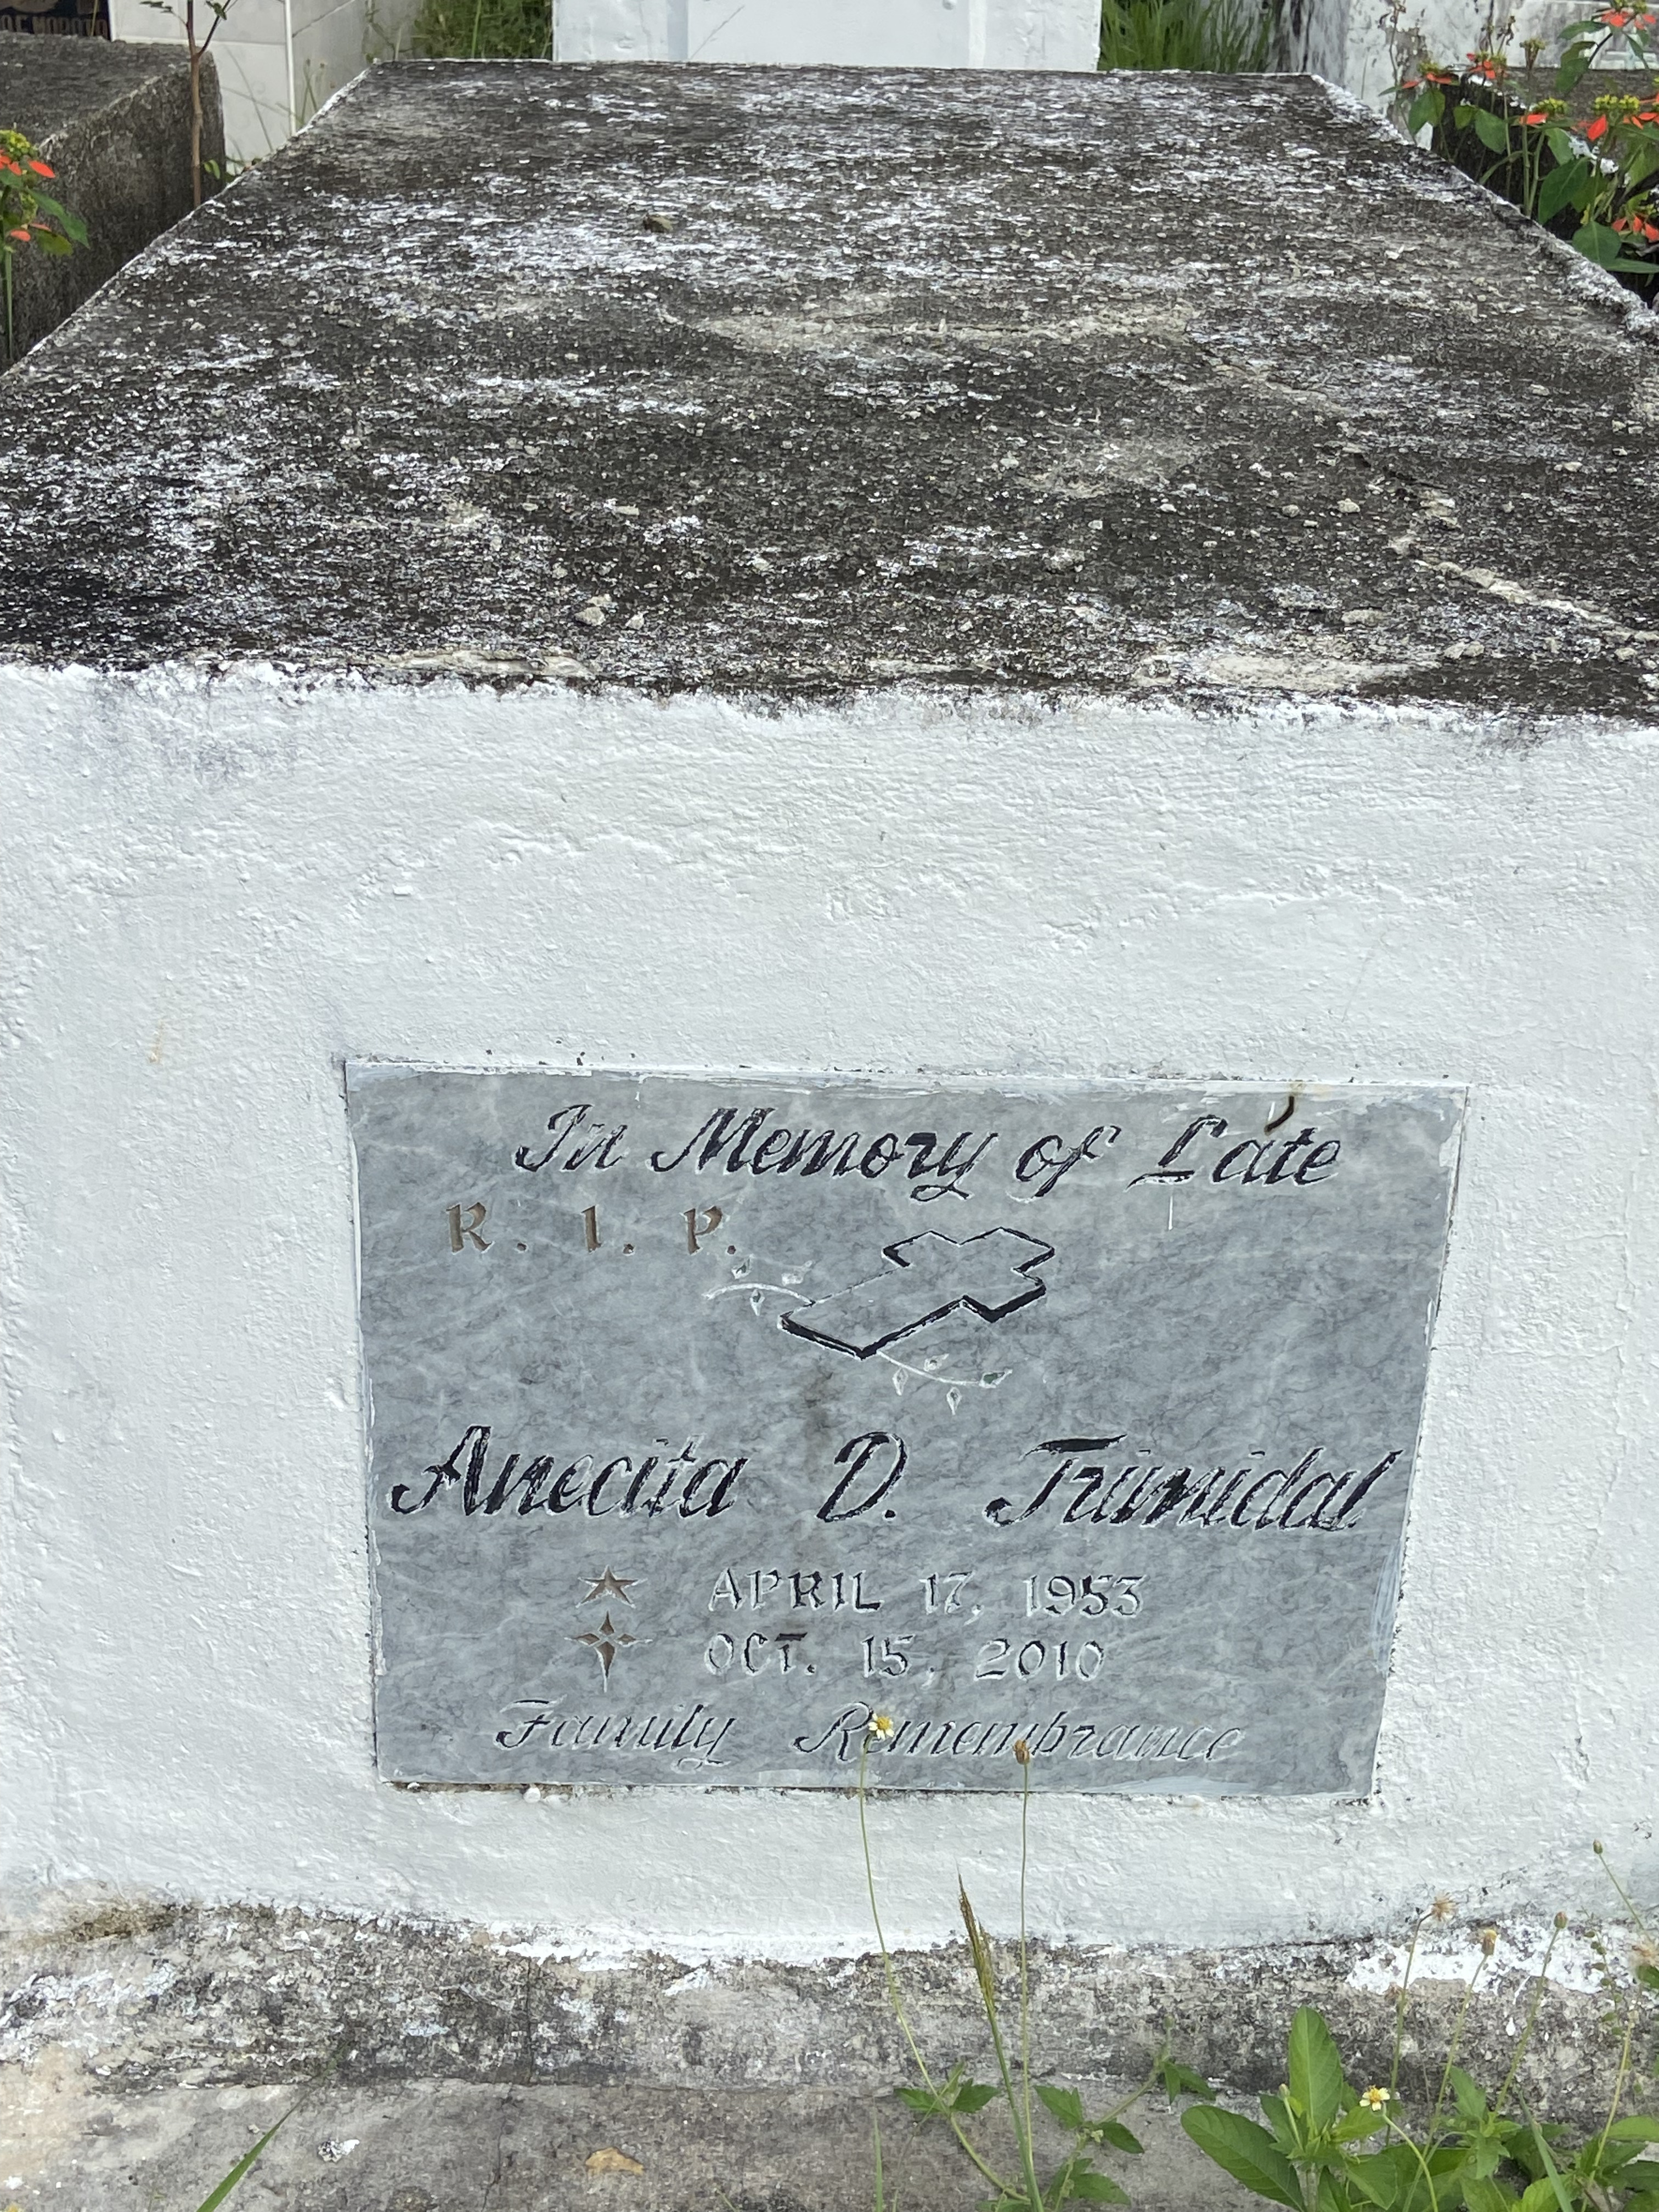 In Memory of Late
R. I. P.
Anecita D. Trinidad
APRIL 17, 1953
OCT. 15, 2010
Family Remembrance